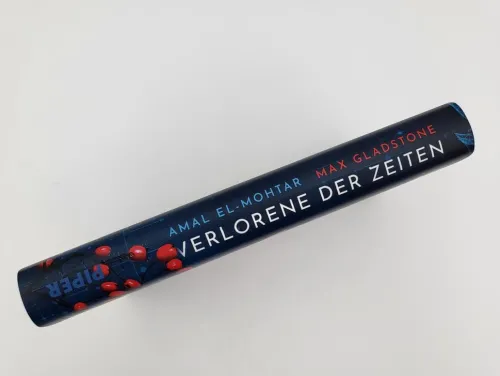 AMAL EL-MOHTAR MAX GLADSTONE
VERLORENE DER ZEITEN
PIPER